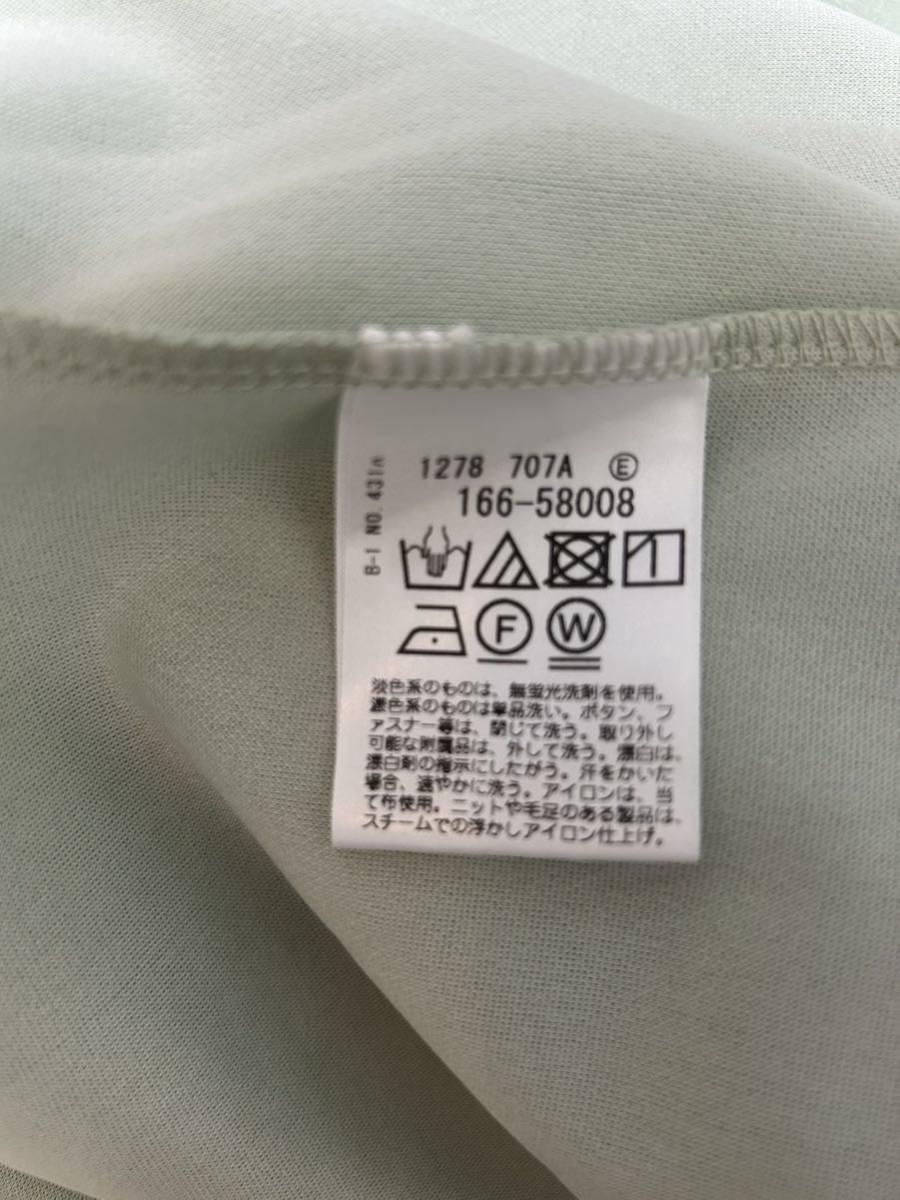 1278 707A Ⓔ
166-58008
B-1 NO.
F
W
淡色系のものは、無蛍光洗剤を使用。
濃色系のものは単品洗い。ボタン、フ
ァスナー等は、閉じて洗う。取り外し
可能な附属品は、外して洗う。漂白は、
漂白剤の指示にしたがう。汗をかいた
場合、速やかに洗う。アイロンは、当
て布使用。ニットや毛足のある製品は、
スチームでの浮かしアイロン仕上げ。